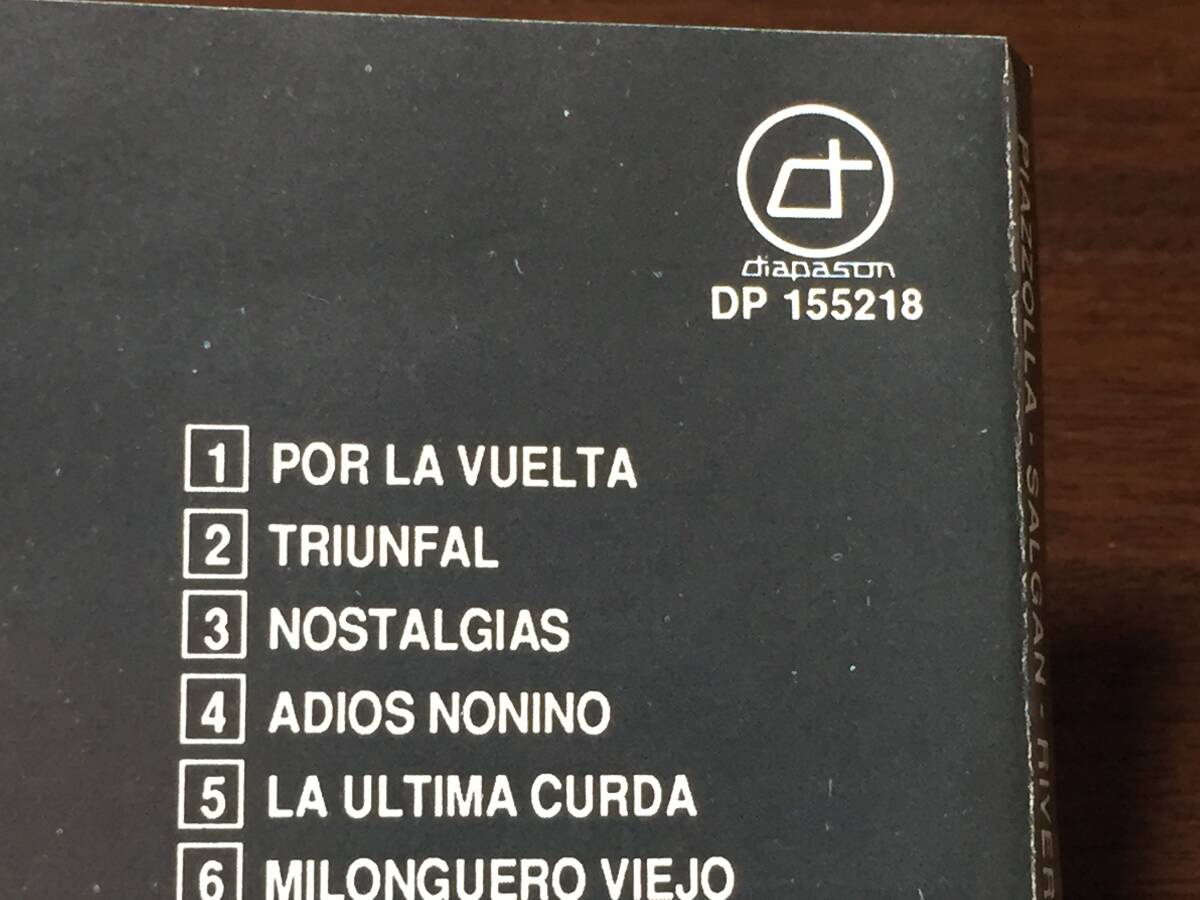 diapason
DP 155218
1 POR LA VUELTA
2 TRIUNFAL
3 NOSTALGIAS
4 ADIOS NONINO
5 LA ULTIMA CURDA
6 MILONGUERO VIEJO
PIAZZOLLA - SALGAN - RIVER